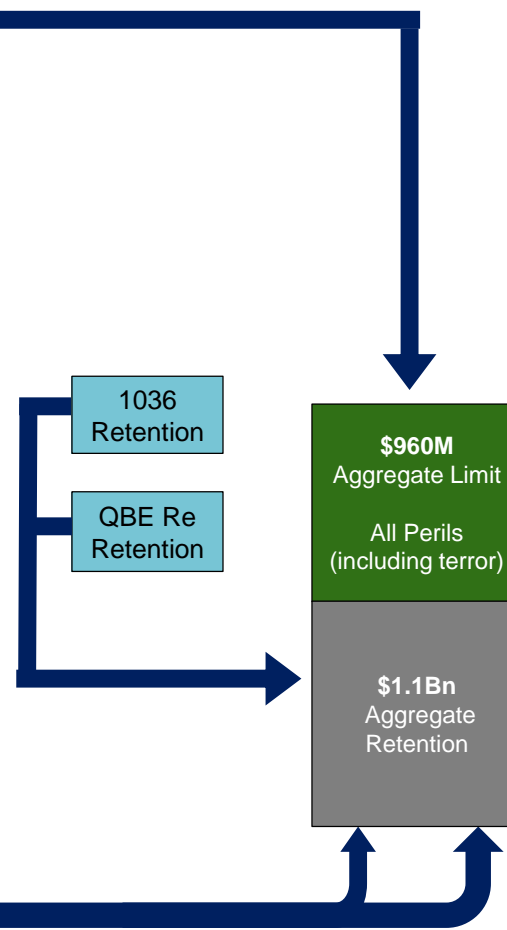 1036
Retention
QBE Re
Retention
$960M
Aggregate Limit
All Perils
(including terror)
$1.1Bn
Aggregate
Retention